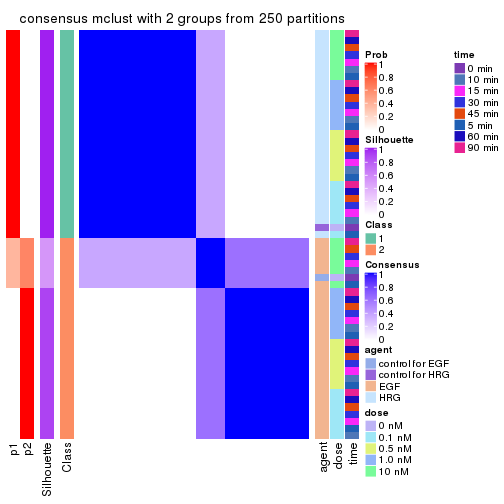 consensus mclust with 2 groups from 250 partitions
Prob
1
0.8
0.6
0.4
0.2
0
Silhouette
1
0.8
0.6
0.4
0.2
0
Class
1
2
Consensus
1
0.8
0.6
0.4
0.2
0
agent
control for EGF
control for HRG
EGF
HRG
dose
0 nM
0.1 nM
0.5 nM
1.0 nM
10 nM
time
0 min
10 min
15 min
30 min
45 min
5 min
60 min
90 min
p1
p2
Silhouette
Class
agent
dose
time